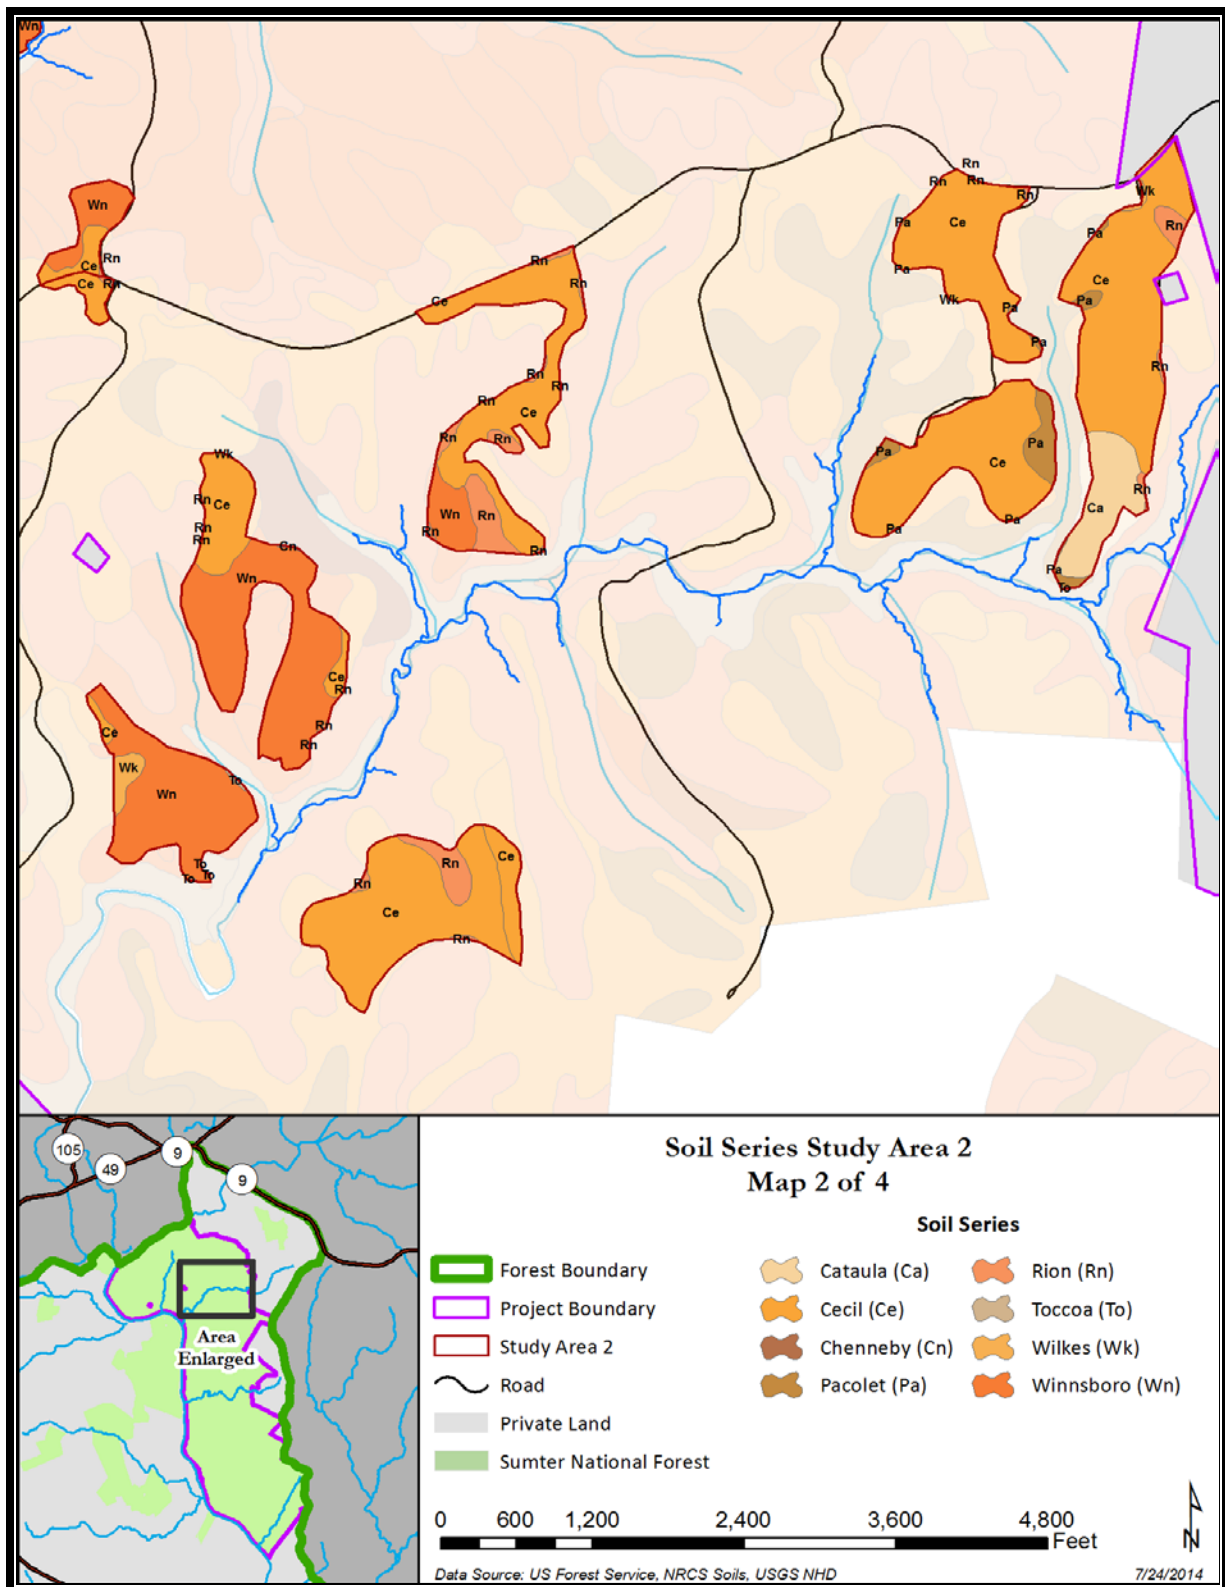 Wn
Rn
Rn
Rn
Rn
Wk
Wn
Pa
Ce
Pa
Rn
Rn
Ce
Rn
Pa
Ce
Ce
Rn
Rn
Ce
Wk
Pa
Pa
Pa
Rn
Rn
Rn
Rn
Ce
Rn
Rn
Pa
Pa
Wk
Ce
Rn
Rn
Ce
Wn
Rn
Ca
Pa
Pa
Rn
Rn
Rn
Rn
Cn
Wn
Pa
To
Ce
Rn
Rn
Ce
Rn
Wk
To
Wn
To
To
To
Rn
Ce
Rn
Ce
Rn
105
49
9
9
Area
Enlarged
Soil Series Study Area 2
Map 2 of 4
Soil Series
Forest Boundary
Project Boundary
Study Area 2
Road
Private Land
Sumter National Forest
Cataula (Ca)
Cecil (Ce)
Chenneby (Cn)
Pacolet (Pa)
Rion (Rn)
Toccoa (To)
Wilkes (Wk)
Winnsboro (Wn)
0 600 1,200 2,400 3,600 4,800
Feet
N
Data Source: US Forest Service, NRCS Soils, USGS NHD
7/24/2014